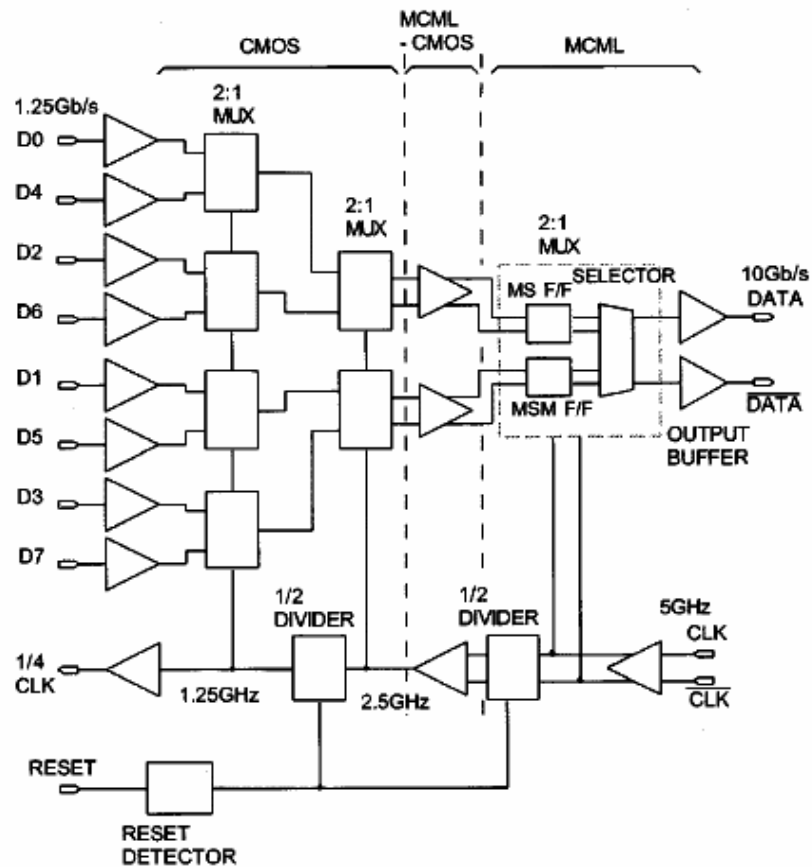 MCML
CMOS
- CMOS
MCML
1.25Gb/s
2:1
MUX
D0
D4
2:1
MUX
2:1
MUX
D2
SELECTOR
10Gb/s
DATA
MS F/F
D6
D1
DATA
MSM F/F
D5
OUTPUT
BUFFER
D3
D7
1/2
DIVIDER
1/2
DIVIDER
5GHz
CLK
1/4
CLK
1.25GHz
2.5GHz
CLK
RESET
RESET
DETECTOR